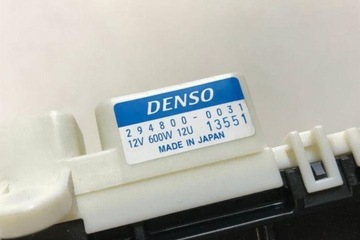 DENSO
294800-0031
12V 600W 12U 13551
MADE IN JAPAN